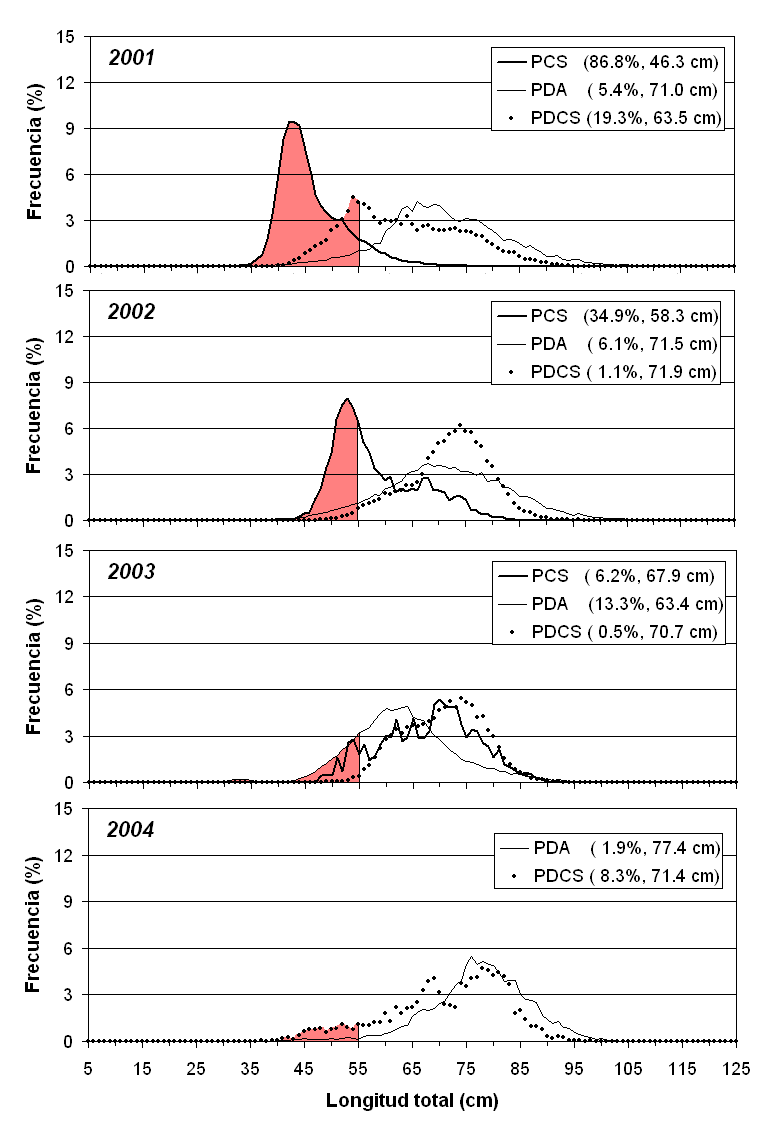 2001
PCS (86.8%, 46.3 cm)
PDA ( 5.4%, 71.0 cm)
PDCS (19.3%, 63.5 cm)
Frecuencia (%)
15
12
9
6
3
0
2002
PCS (34.9%, 58.3 cm)
PDA ( 6.1%, 71.5 cm)
PDCS ( 1.1%, 71.9 cm)
Frecuencia (%)
15
12
9
6
3
0
2003
PCS ( 6.2%, 67.9 cm)
PDA (13.3%, 63.4 cm)
PDCS ( 0.5%, 70.7 cm)
Frecuencia (%)
15
12
9
6
3
0
2004
PDA ( 1.9%, 77.4 cm)
PDCS ( 8.3%, 71.4 cm)
Frecuencia (%)
15
12
9
6
3
0
5 15 25 35 45 55 65 75 85 95 105 115 125
Longitud total (cm)